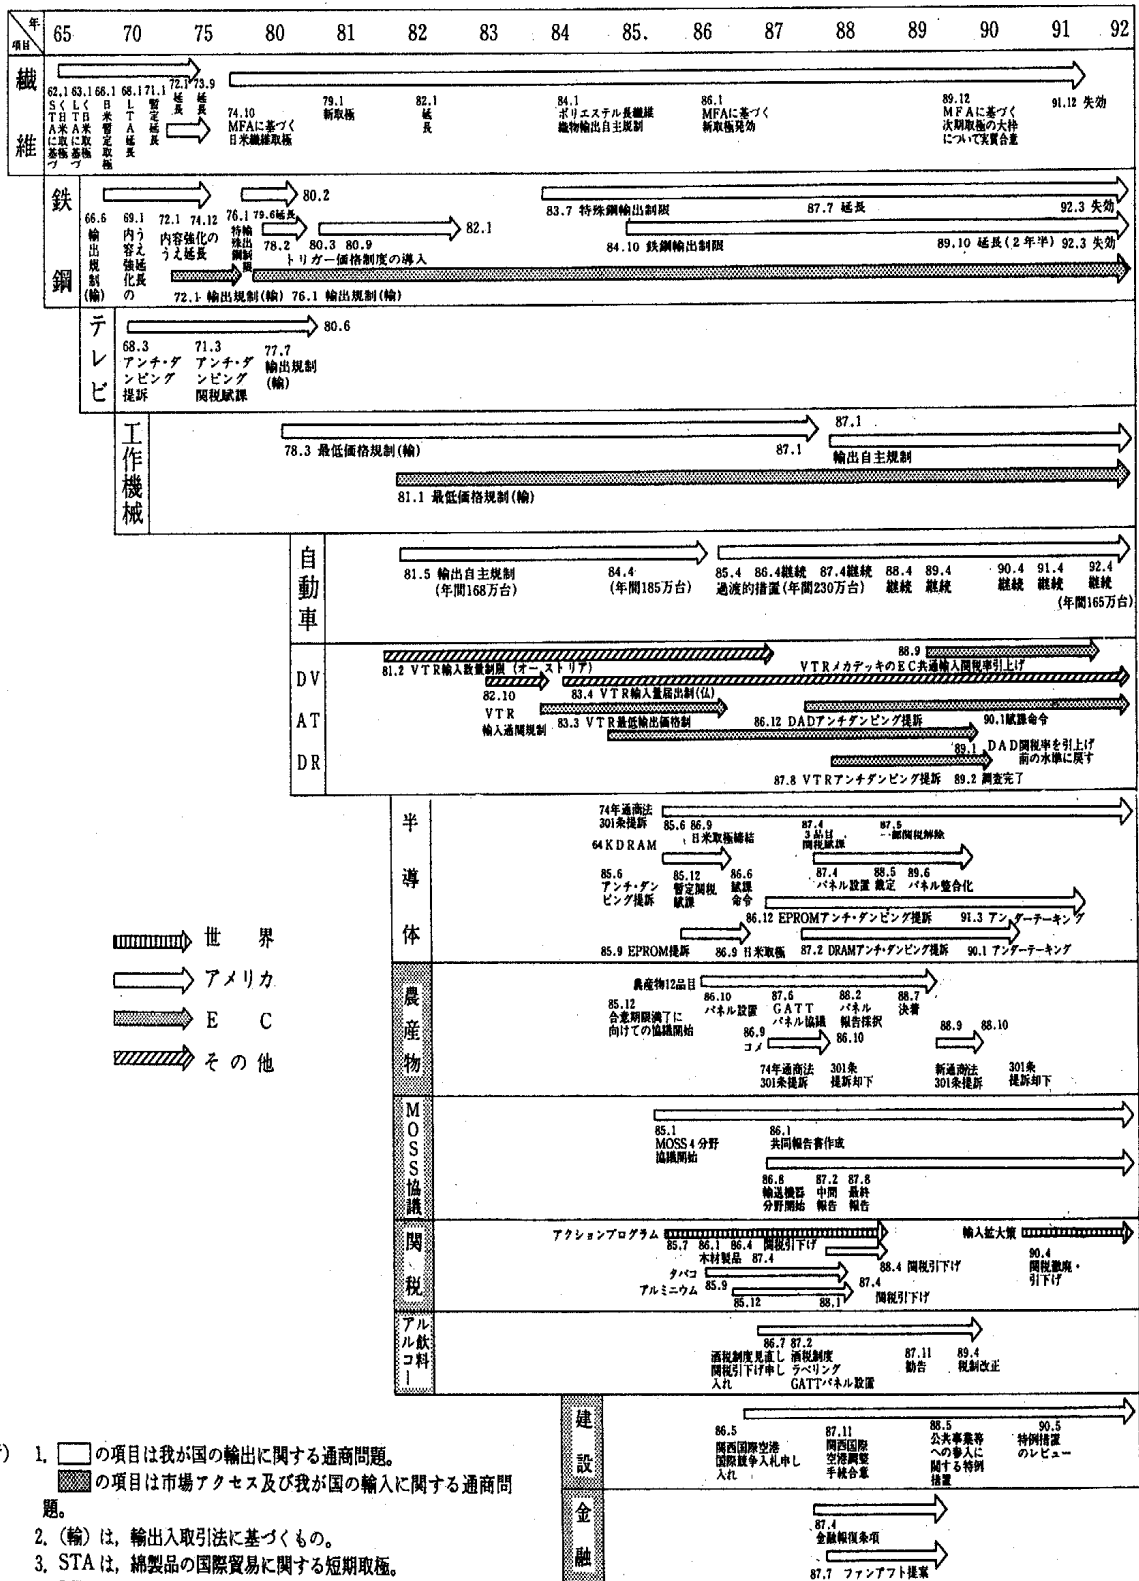 年
項目
65 70 75 80 81 82 83 84 85. 86 87 88 89 90 91 92
繊維
62.1 STAに基づく日米取極
63.1 LTAに基づく日米取極
66.1 日米暫定取極
68.1 LTA延長
71.1 暫定延長
72.1 延長
73.9 延長
74.10
MFAに基づく
日米繊維取極
79.1
新取極
82.1
延長
84.1
ポリエステル長繊維
織物輸出自主規制
86.1
MFAに基づく
新取極発効
89.12
MFAに基づく
次期取極の大枠
について実質合意
91.12 失効
鉄鋼
66.6
輸出規制(輸)
69.1
内容強化のうえ延長
72.1 74.12
内容強化の
うえ延長
76.1
特殊鋼輸出制限
79.6延長
80.2
78.2 80.3 80.9
トリガー価格制度の導入
82.1
83.7 特殊鋼輸出制限
87.7 延長
92.3 失効
84.10 鉄鋼輸出制限
89.10 延長(2年半)
92.3 失効
72.1 輸出規制(輸) 76.1 輸出規制(輸)
テレビ
80.6
68.3
アンチ・ダ
ンピング
提訴
71.3
アンチ・ダ
ンピング
関税賦課
77.7
輸出規制
(輸)
工作機械
78.3 最低価格規制(輸)
87.1
87.1
輸出自主規制
81.1 最低価格規制(輸)
自動車
81.5 輸出自主規制
(年間168万台)
84.4
(年間185万台)
85.4 86.4継続 87.4継続
過渡的措置(年間230万台)
88.4
継続
89.4
継続
90.4
継続
91.4
継続
92.4
継続
(年間165万台)
DV
AT
DR
81.2 VTR輸入数量制限(オーストリア)
88.9
VTRメカデッキのEC共通輸入関税率引上げ
82.10
VTR
輸入通関規制
83.4 VTR輸入量届出制(仏)
83.3 VTR最低輸出価格制
86.12 DADアンチダンピング提訴
90.1賦課命令
89.1 DAD関税率を引上げ
前の水準に戻す
87.8 VTRアンチダンピング提訴 89.2 調査完了
半導体
74年通商法
301条提訴
85.6 86.9
日米取極締結
87.4
3品目
関税賦課
87.5
一部関税解除
64KDRAM
85.6
アンチ・ダン
ピング提訴
85.12
暫定関税
賦課
86.6
賦課
命令
87.4 88.5 89.6
パネル設置 裁定 パネル整合化
86.12 EPROMアンチ・ダンピング提訴 91.3 アンダーテーキング
85.9 EPROM提訴 86.9 日米取極 87.2 DRAMアンチ・ダンピング提訴 90.1 アンダーテーキング
農産物
農産物12品目
85.12
合意期限満了に
向けての協議開始
86.10
パネル設置
87.6
GATT
パネル協議
88.2
パネル
報告採択
88.7
決着
86.9
コメ
86.10
88.9 88.10
74年通商法
301条提訴
301条
提訴却下
新通商法
301条提訴
301条
提訴却下
MOSS協議
85.1
MOSS4分野
協議開始
86.1
共同報告書作成
86.8
輸送機器
分野開始
87.2
中間
報告
87.8
最終
報告
関税
アクションプログラム
85.7 86.1 86.4 関税引下げ
木材製品 87.4
88.4 関税引下げ
輸入拡大策
90.4
関税撤廃・
引下げ
タバコ
85.9
87.4
関税引下げ
アルミニウム
85.12
88.1
アルコール飲料
86.7 87.2
酒税制度見直し
関税引下げ申し
入れ
酒税制度
ラベリング
GATTパネル設置
87.11
勧告
89.4
税制改正
建設
86.5
関西国際空港
国際競争入札申し
入れ
87.11
関西国際
空港調整
手続合意
88.5
公共事業等
への参入に
関する特例
措置
90.5
特例措置
のレビュー
金融
87.4
金融報復条項
87.7 ファンアフト提案
世界
アメリカ
EC
その他
1. の項目は我が国の輸出に関する通商問題。
の項目は市場アクセス及び我が国の輸入に関する通商問
題。
2. (輸)は,輸出入取引法に基づくもの。
3. STAは,綿製品の国際貿易に関する短期取極。